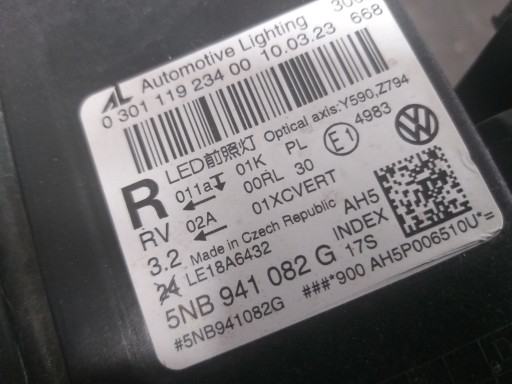 AL Automotive Lighting 300
0 301 119 234 00 10.03.23 668
LED前照灯 Optical axis:Y590,Z794
R 011a 01K PL E1 4983
00RL 30
RV 02A 01XCVERT
3.2 Made in Czech Republic AH5
LE18A6432 INDEX
5NB 941 082 G 17S
#5NB941082G ###*900 AH5P006510U*=